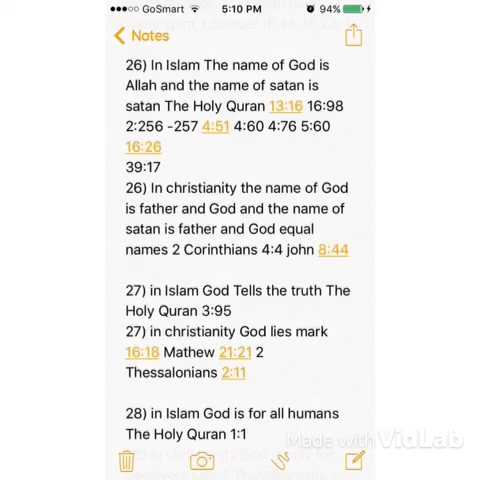 GoSmart 5:10 PM 94%
Notes
26) In Islam The name of God is
Allah and the name of satan is
satan The Holy Quran 13:16 16:98
2:256 -257 4:51 4:60 4:76 5:60
16:26
39:17
26) In christianity the name of God
is father and God and the name of
satan is father and God equal
names 2 Corinthians 4:4 john 8:44
27) in Islam God Tells the truth The
Holy Quran 3:95
27) in christianity God lies mark
16:18 Mathew 21:21 2
Thessalonians 2:11
28) in Islam God is for all humans
The Holy Quran 1:1
Made with VidLab